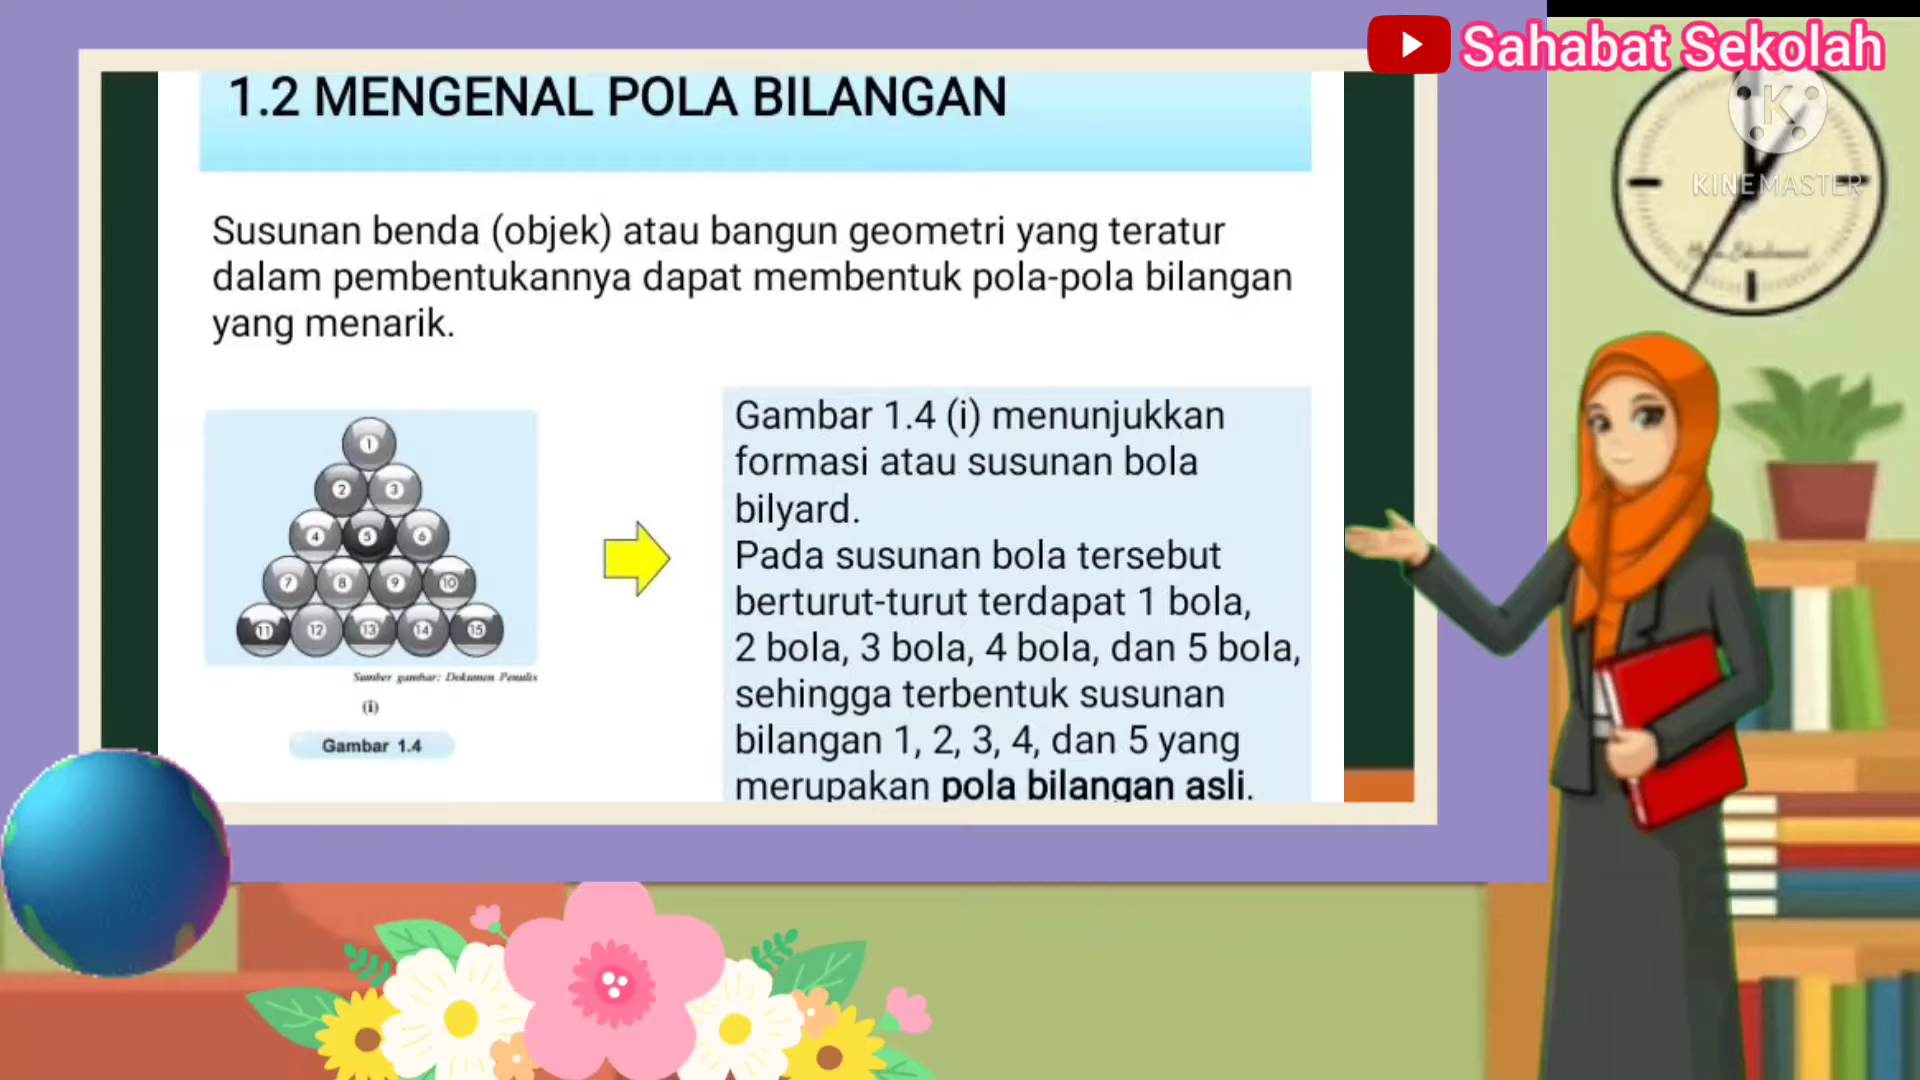 Sahabat Sekolah
KINEMASTER
1.2 MENGENAL POLA BILANGAN
Susunan benda (objek) atau bangun geometri yang teratur
dalam pembentukannya dapat membentuk pola-pola bilangan
yang menarik.
1
2 3
4 5 6
7 8 9 10
11 12 13 14 15
Sumber gambar: Dokumen Penulis
(i)
Gambar 1.4
Gambar 1.4 (i) menunjukkan
formasi atau susunan bola
bilyard.
Pada susunan bola tersebut
berturut-turut terdapat 1 bola,
2 bola, 3 bola, 4 bola, dan 5 bola,
sehingga terbentuk susunan
bilangan 1, 2, 3, 4, dan 5 yang
merupakan pola bilangan asli.